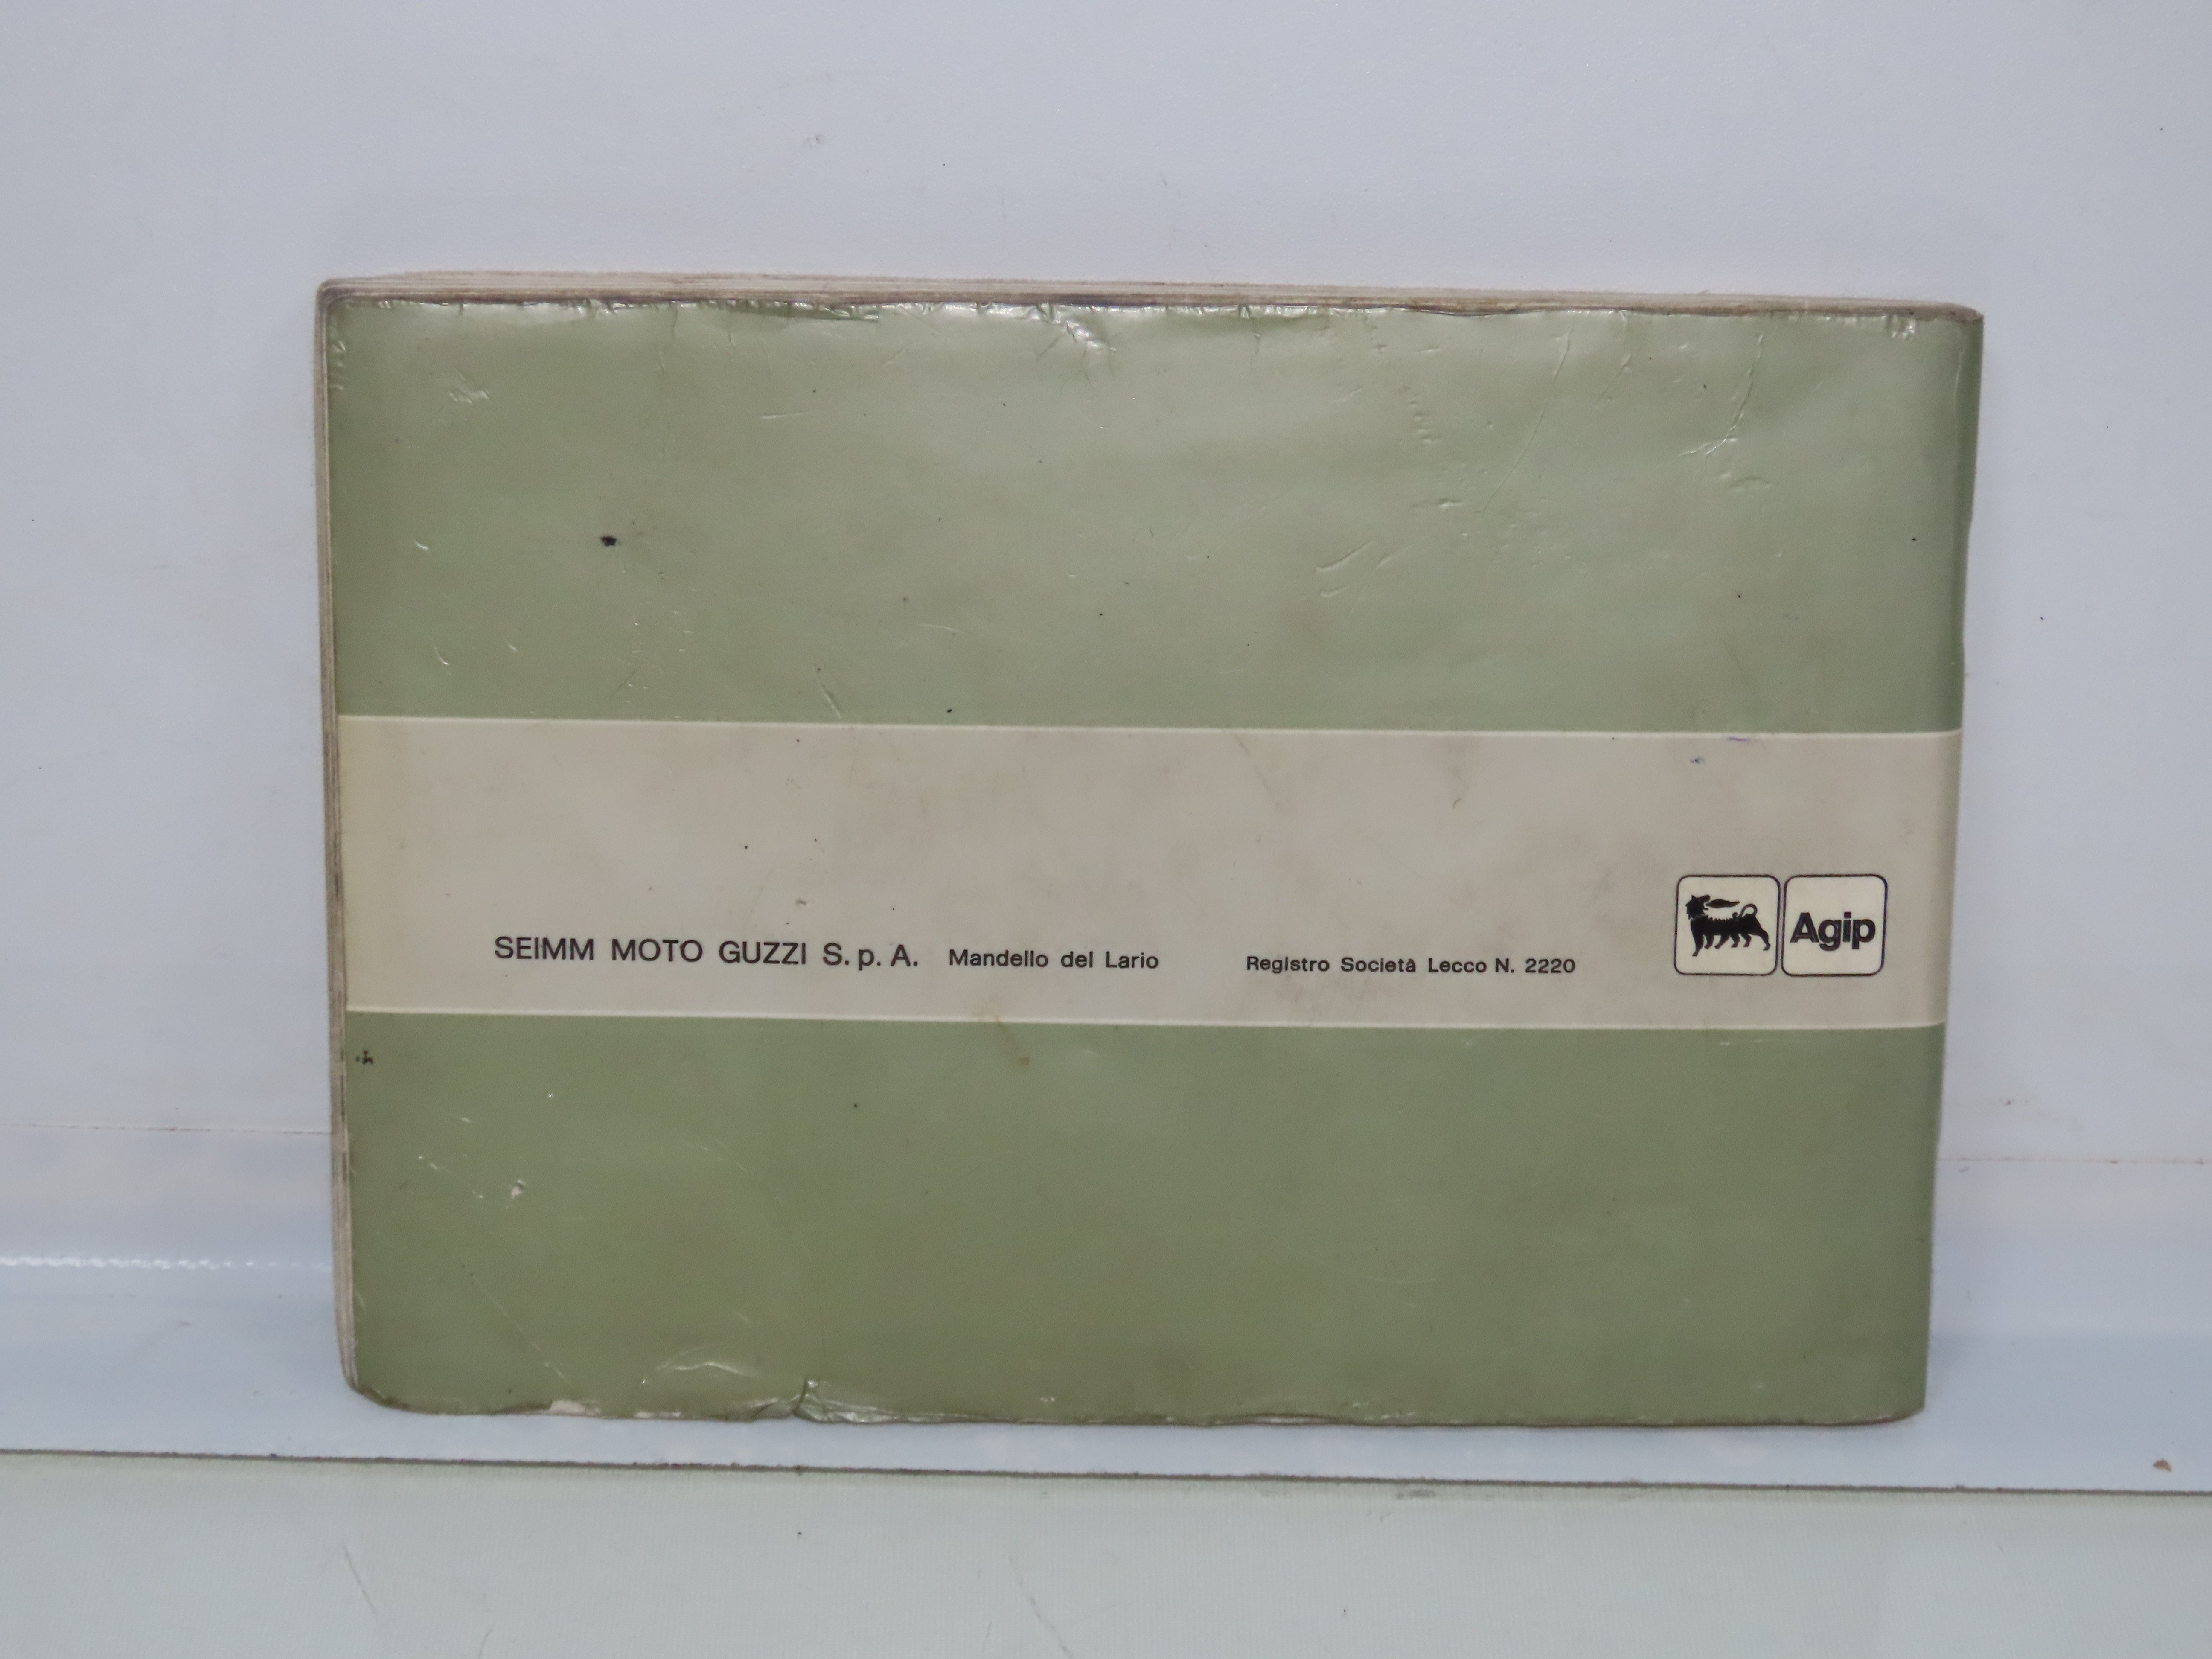 SEIMM MOTO GUZZI S. p. A. Mandello del Lario Registro Società Lecco N. 2220
Agip